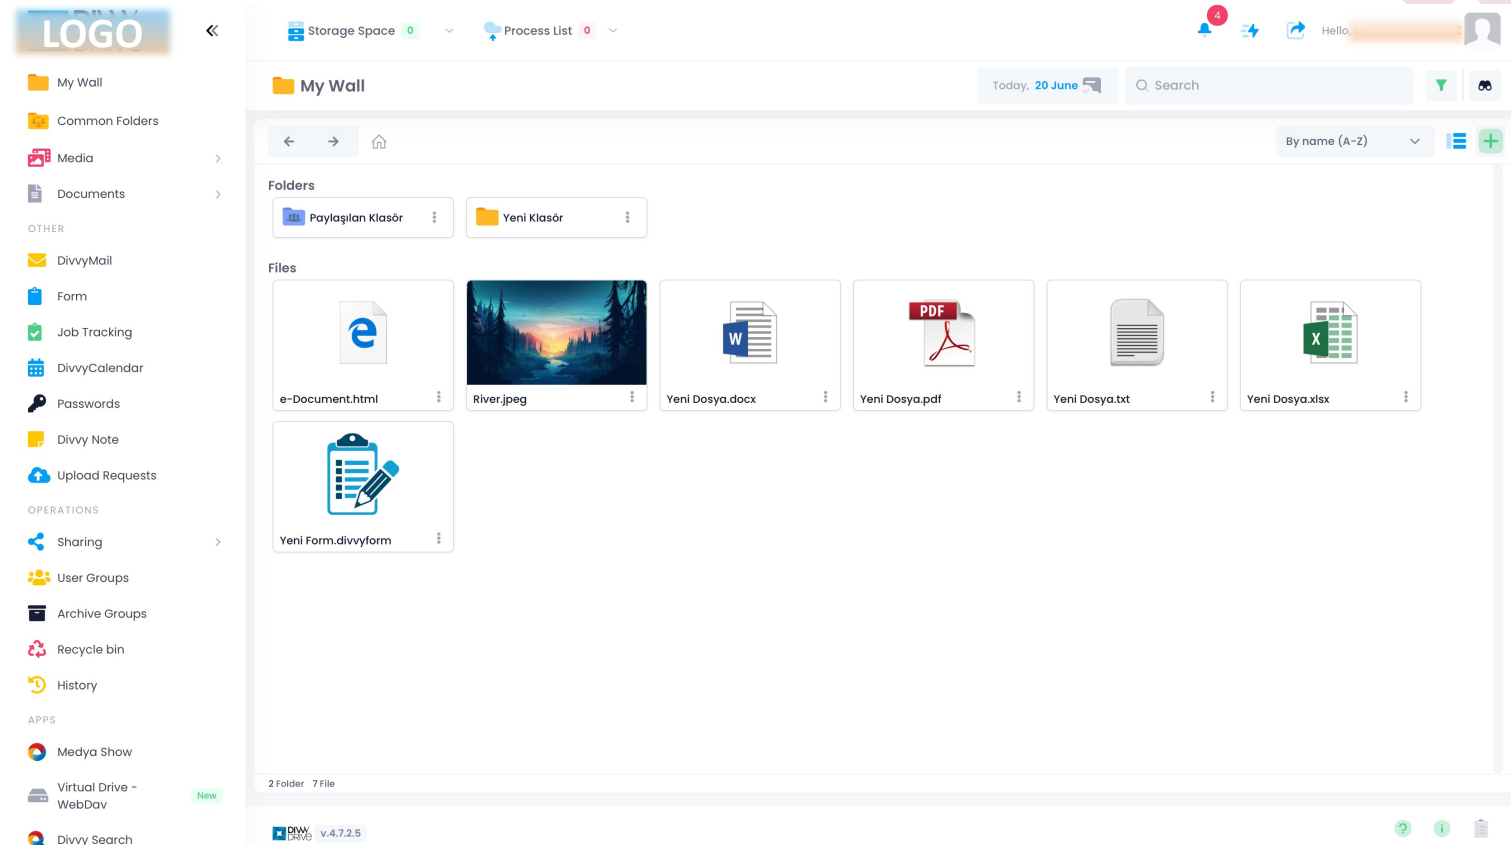 LOGO
Storage Space 0
Process List 0
4
Hello,
My Wall
Common Folders
Media
Documents
OTHER
DivvyMail
Form
Job Tracking
DivvyCalendar
Passwords
Divvy Note
Upload Requests
OPERATIONS
Sharing
User Groups
Archive Groups
Recycle bin
History
APPS
Medya Show
Virtual Drive -
WebDav
New
Divvy Search
My Wall
Today, 20 June
Search
By name (A-Z)
Folders
Paylaşılan Klasör
Yeni Klasör
Files
e-Document.html
River.jpeg
W
Yeni Dosya.docx
PDF
Yeni Dosya.pdf
Yeni Dosya.txt
X
Yeni Dosya.xlsx
Yeni Form.divvyform
2 Folder 7 File
DIVVY
DRIVE
v.4.7.2.5